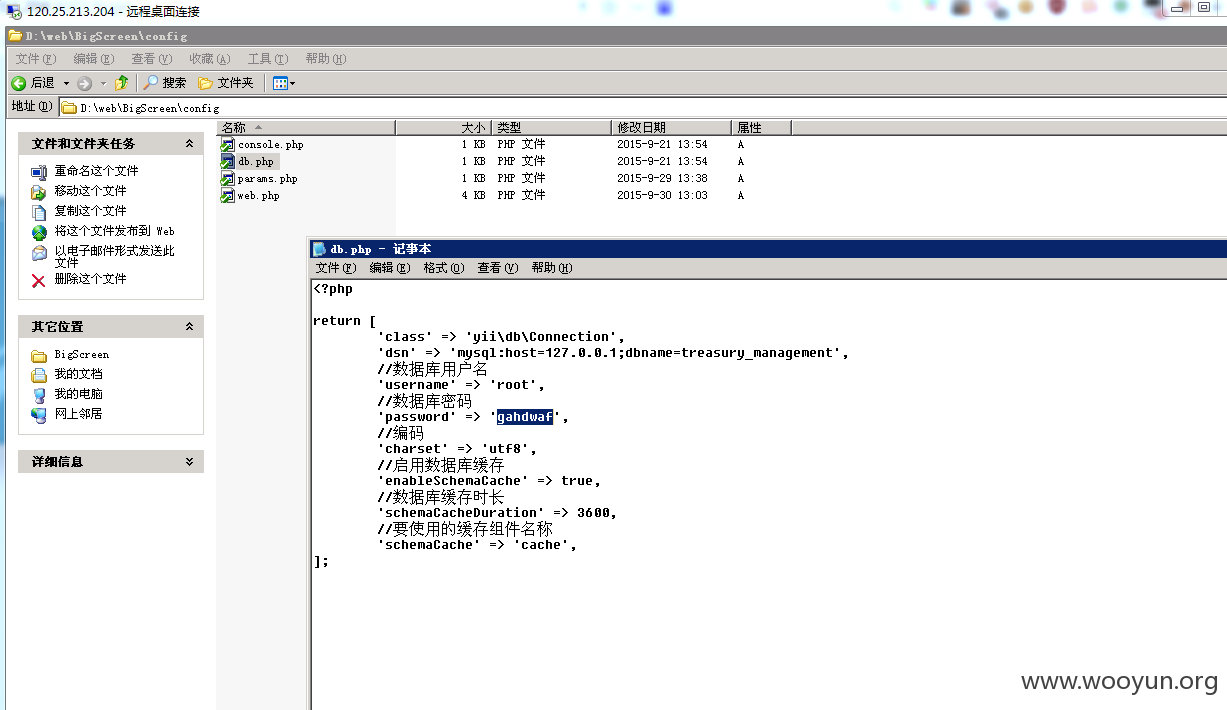 120.25.213.204 - 远程桌面连接
D:\web\BigScreen\config
文件(F) 编辑(E) 查看(V) 收藏(A) 工具(T) 帮助(H)
后退 搜索 文件夹
地址(D) D:\web\BigScreen\config
文件和文件夹任务
重命名这个文件
移动这个文件
复制这个文件
将这个文件发布到 Web
以电子邮件形式发送此
文件
删除这个文件
其它位置
BigScreen
我的文档
我的电脑
网上邻居
详细信息
名称 大小 类型 修改日期 属性
console.php 1 KB PHP 文件 2015-9-21 13:54 A
db.php 1 KB PHP 文件 2015-9-21 13:54 A
params.php 1 KB PHP 文件 2015-9-29 13:38 A
web.php 4 KB PHP 文件 2015-9-30 13:03 A
db.php - 记事本
文件(F) 编辑(E) 格式(O) 查看(V) 帮助(H)
<?php
return [
'class' => 'yii\db\Connection',
'dsn' => 'mysql:host=127.0.0.1;dbname=treasury_management',
//数据库用户名
'username' => 'root',
//数据库密码
'password' => 'gahdwaf',
//编码
'charset' => 'utf8',
//启用数据库缓存
'enableSchemaCache' => true,
//数据库缓存时长
'schemaCacheDuration' => 3600,
//要使用的缓存组件名称
'schemaCache' => 'cache',
];
www.wooyun.org